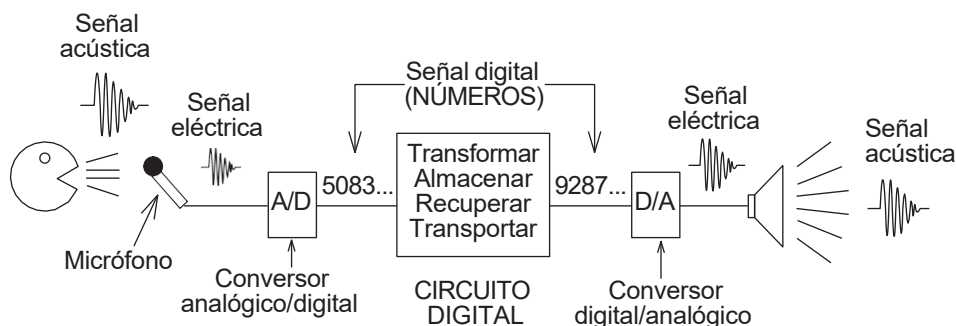 Señal
acústica
Señal
eléctrica
Señal digital
(NÚMEROS)
Señal
eléctrica
Señal
acústica
A/D
5083...
Transformar
Almacenar
Recuperar
Transportar
9287...
D/A
Micrófono
Conversor
analógico/digital
CIRCUITO
DIGITAL
Conversor
digital/analógico